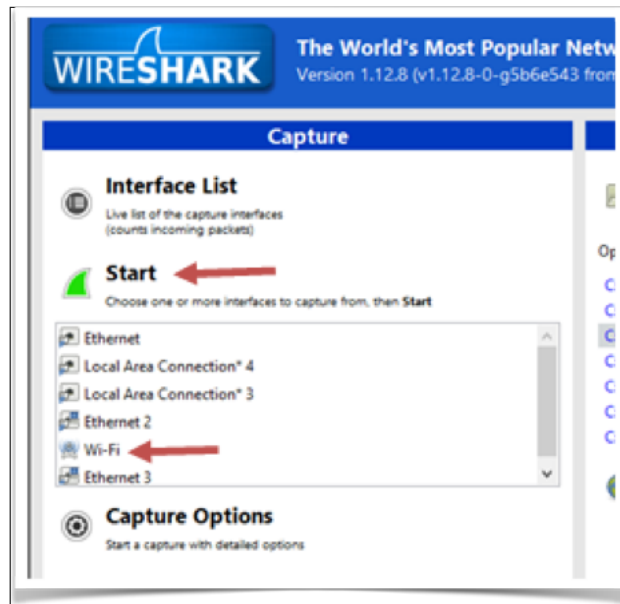 WIRESHARK
The World's Most Popular Netw
Version 1.12.8 (v1.12.8-0-g5b6e543 from
Capture
Interface List
Live list of the capture interfaces
(counts incoming packets)
Start
Choose one or more interfaces to capture from, then Start
Ethernet
Local Area Connection* 4
Local Area Connection* 3
Ethernet 2
Wi-Fi
Ethernet 3
Capture Options
Start a capture with detailed options
Op
C
C
C
C
C
C
C